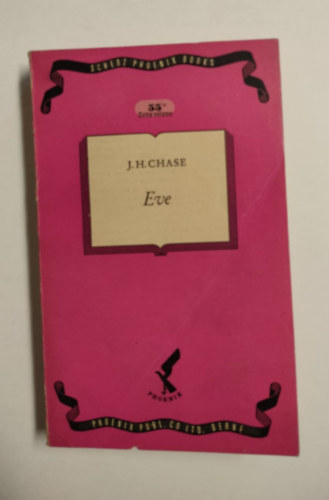 SCHERZ PHOENIX BOOKS
55
J.H.CHASE
Eve
PHOENIX
PHOENIX PUBL. CO LTD. BERNE